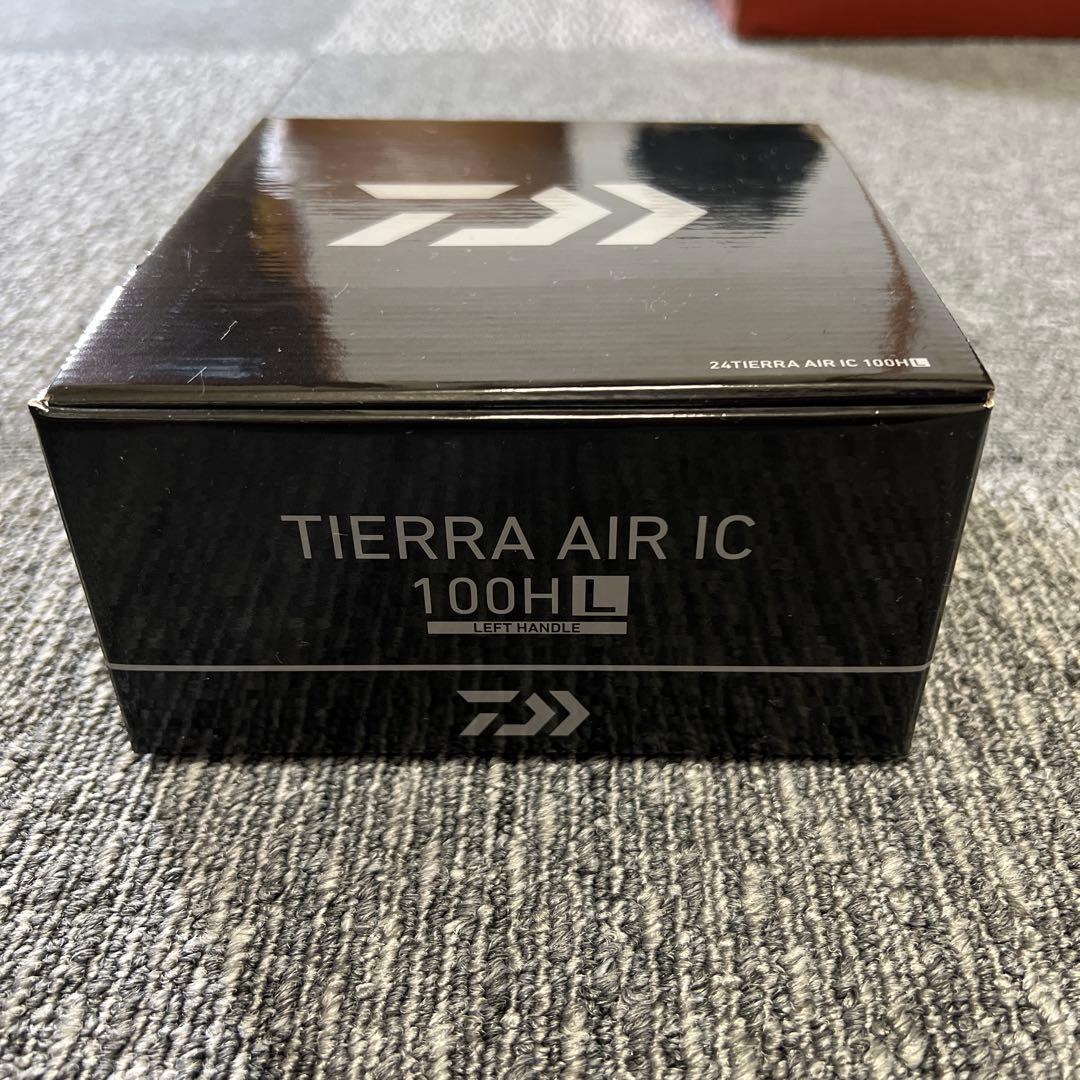 24TIERRA AIR IC 100HL
TIERRA AIR IC
100HL
LEFT HANDLE